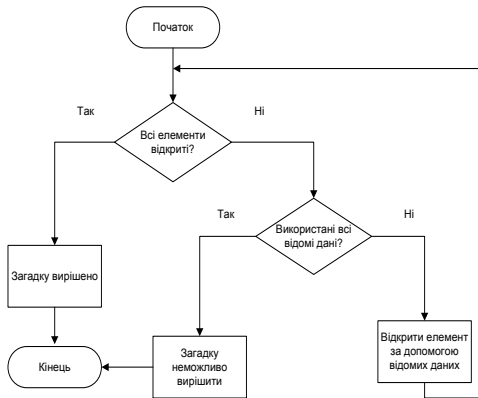 Початок
Так
Ні
Всі елементи
відкриті?
Так
Ні
Використані всі
відомі дані?
Загадку вирішено
Кінець
Загадку
неможливо
вирішити
Відкрити елемент
за допомогою
відомих даних